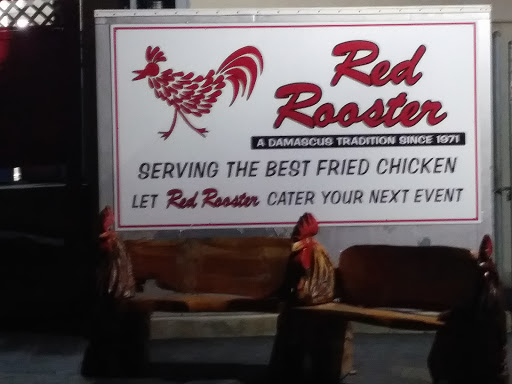 Red
Rooster
A DAMASCUS TRADITION SINCE 1971
SERVING THE BEST FRIED CHICKEN
LET Red Rooster CATER YOUR NEXT EVENT